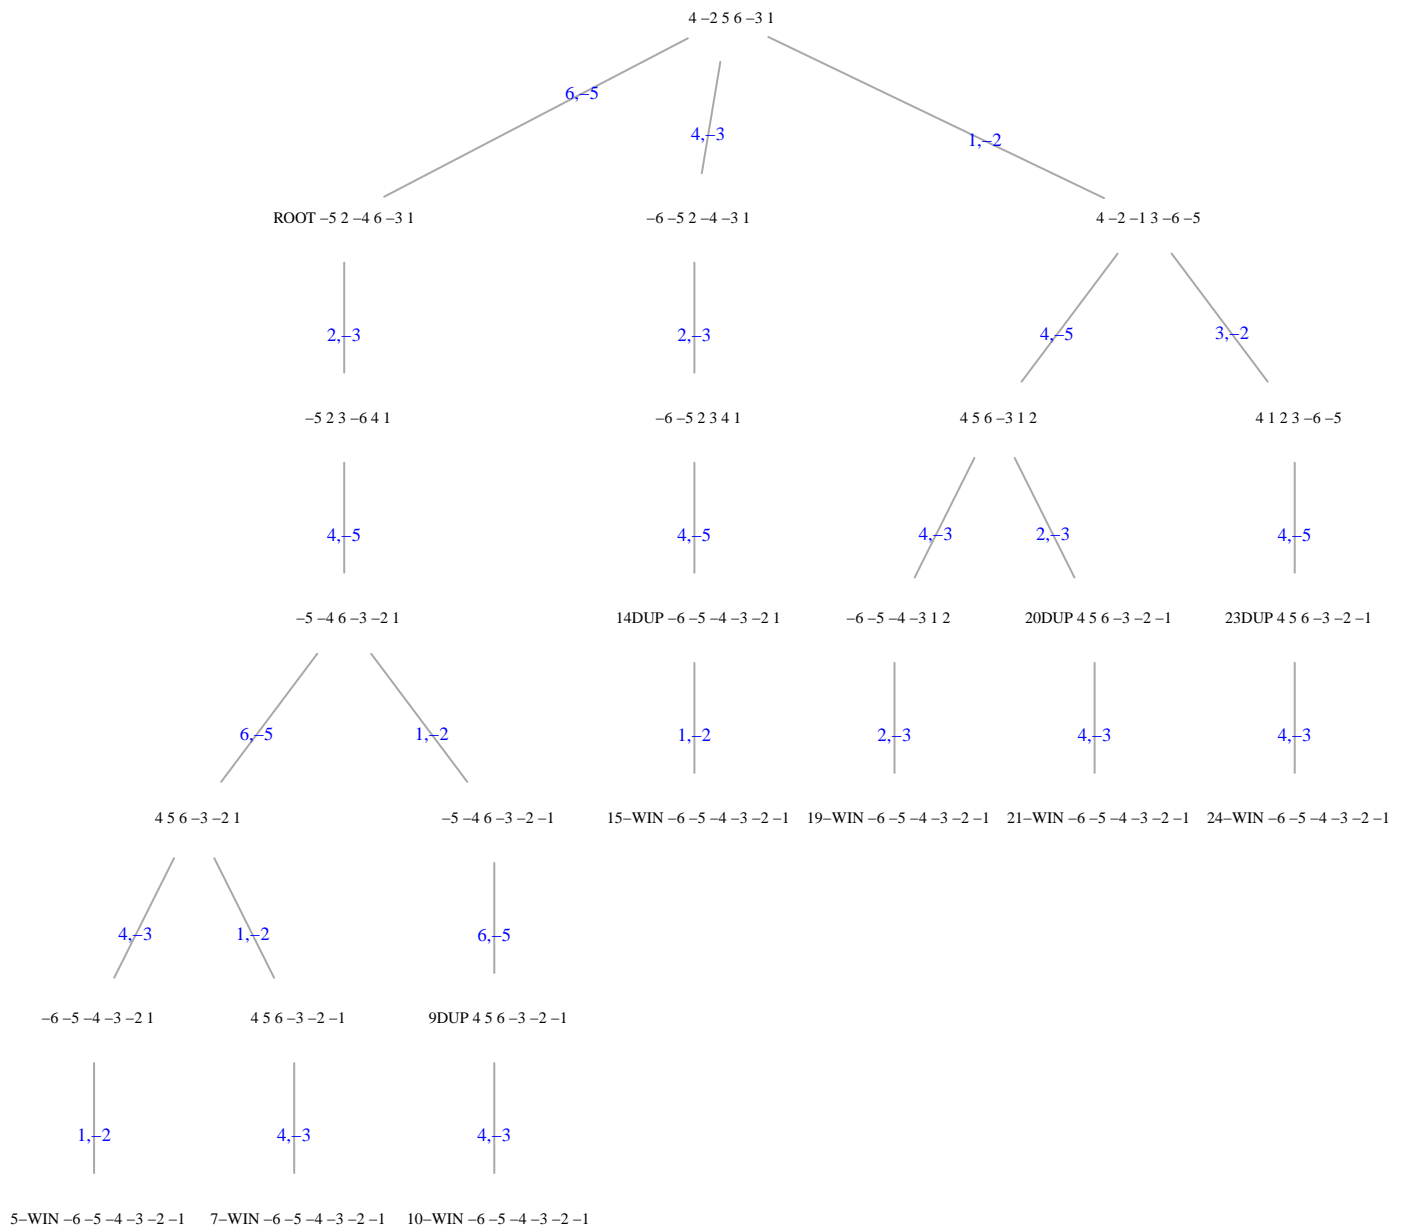 4 –2 5 6 –3 1
6,–5
4,–3
1,–2
ROOT –5 2 –4 6 –3 1
–6 –5 2 –4 –3 1
4 –2 –1 3 –6 –5
2,–3
2,–3
4,–5
3,–2
–5 2 3 –6 4 1
–6 –5 2 3 4 1
4 5 6 –3 1 2
4 1 2 3 –6 –5
4,–5
4,–5
4,–3
2,–3
4,–5
–5 –4 6 –3 –2 1
14DUP –6 –5 –4 –3 –2 1
–6 –5 –4 –3 1 2
20DUP 4 5 6 –3 –2 –1
23DUP 4 5 6 –3 –2 –1
6,–5
1,–2
1,–2
2,–3
4,–3
4,–3
4 5 6 –3 –2 1
–5 –4 6 –3 –2 –1
15–WIN –6 –5 –4 –3 –2 –1
19–WIN –6 –5 –4 –3 –2 –1
21–WIN –6 –5 –4 –3 –2 –1
24–WIN –6 –5 –4 –3 –2 –1
4,–3
1,–2
6,–5
–6 –5 –4 –3 –2 1
4 5 6 –3 –2 –1
9DUP 4 5 6 –3 –2 –1
1,–2
4,–3
4,–3
5–WIN –6 –5 –4 –3 –2 –1
7–WIN –6 –5 –4 –3 –2 –1
10–WIN –6 –5 –4 –3 –2 –1